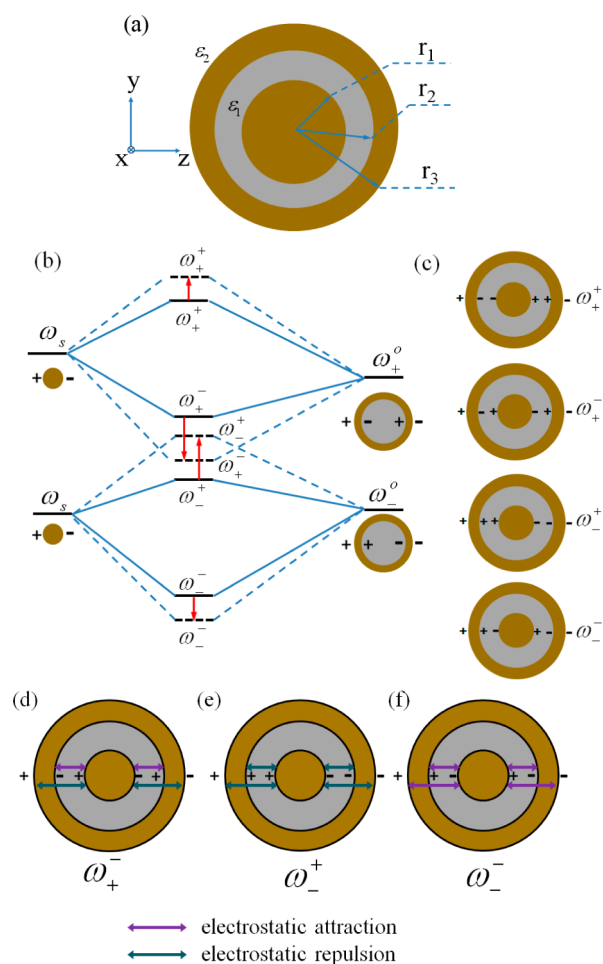 (a)
ε₂
r₁
y
ε₁
r₂
x
z
r₃
(b)
(c)
ω₊⁺
+ - - + + - ω₊⁺
ω₊⁺
ωₛ
+ -
ω₊ᵒ
ω₊⁻
+ - + -
+ - + - + - ω₊⁻
ω₋⁺
ω₊⁻
ω₋⁺
ωₛ
+ -
ω₋ᵒ
+ + - -
+ + + - - - ω₋⁺
ω₋⁻
ω₋⁻
+ + - + - - ω₋⁻
(d)
(e)
(f)
+ - + - + -
+ + + - - -
+ + - + - -
ω₊⁻
ω₋⁺
ω₋⁻
electrostatic attraction
electrostatic repulsion